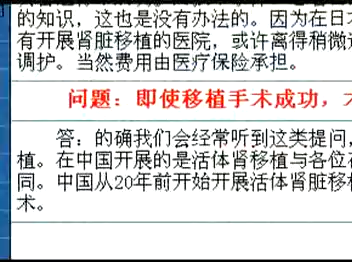 的知识，这也是没有办法的。因为在日
有开展肾脏移植的医院，或许离得稍微
调护。当然费用由医疗保险承担。
问题：即使移植手术成功，
答：的确我们会经常听到这类提问，
植。在中国开展的是活体肾移植与各位
同。中国从20年前开始开展活体肾脏移
术。